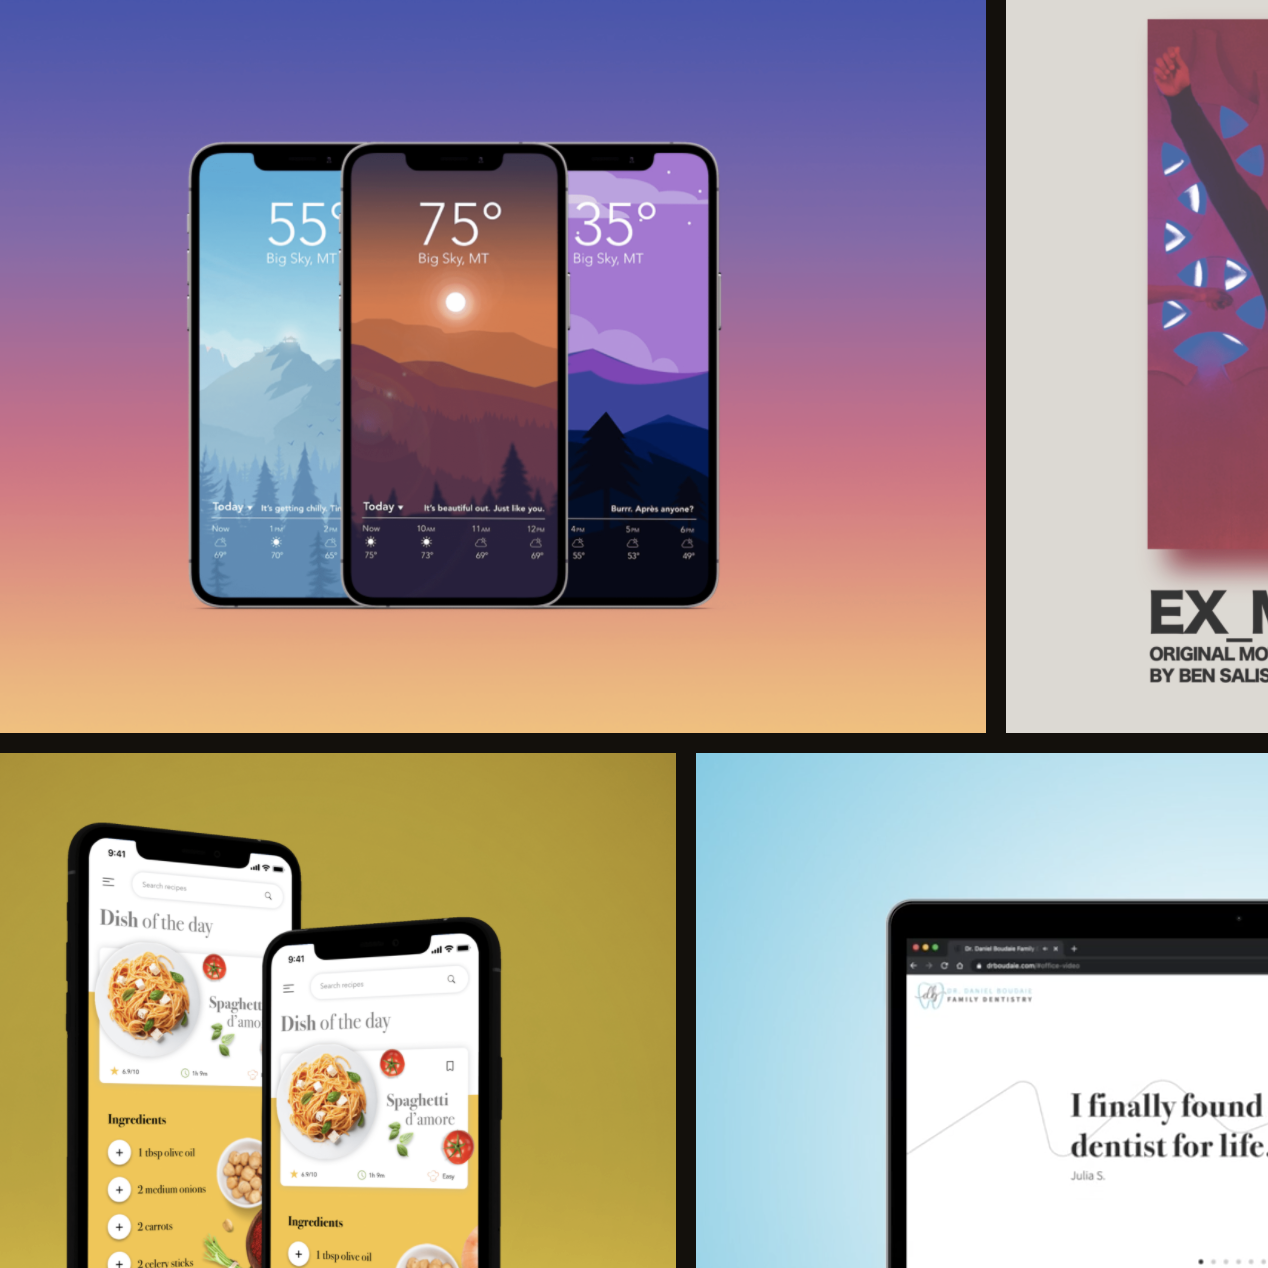 55°
Big Sky, MT
Today ▾ It's getting chilly.
Now 1PM 2PM
69° 70° 65°
75°
Big Sky, MT
Today ▾ It's beautiful out. Just like you.
Now 10AM 11AM 12PM
75° 73° 69° 69°
35°
Big Sky, MT
Burrr. Après anyone?
4PM 5PM 6PM
55° 53° 49°
ORIGINAL
BY BEN
9:41
Search recipes
Dish of the day
Spaghetti
d'amo
6.9/10 1h 9m
Ingredients
+ 1 tbsp olive oil
+ 2 medium onions
+ 2 carrots
+ 2 celery sticks
9:41
Search recipes
Dish of the day
Spaghetti
d'amore
6.9/10 1h 9m Easy
Ingredients
+ 1 tbsp olive oil
Dr. Daniel Boudaie Family
drboudaie.com/#office-video
db
DR. DANIEL BOUDAIE
FAMILY DENTISTRY
I finally found
dentist for life.
Julia S.